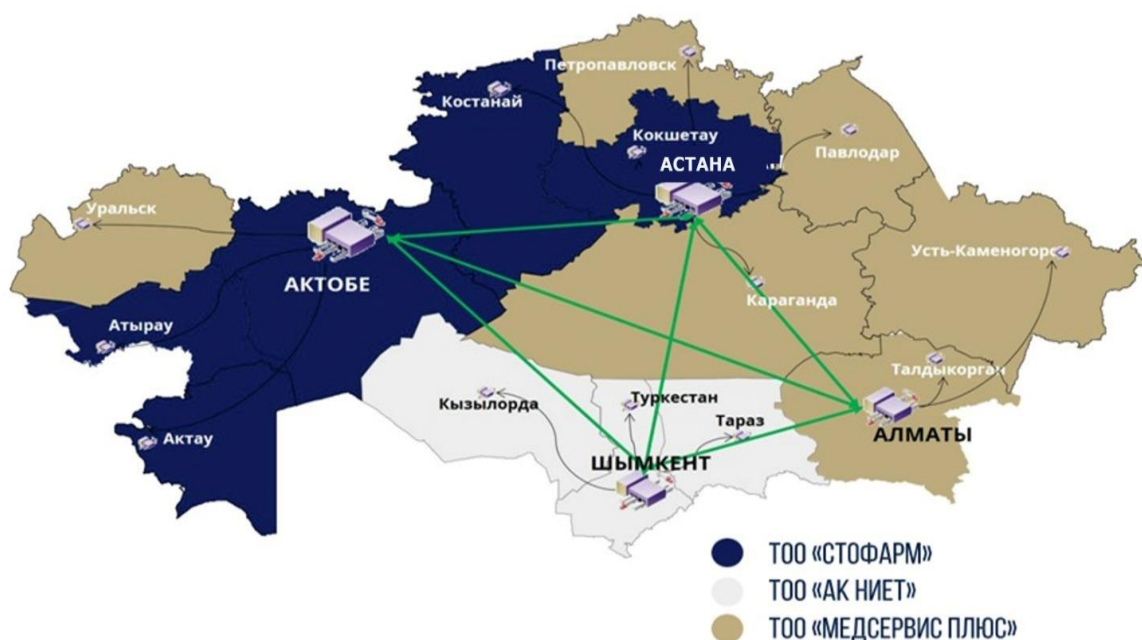 Петропавловск
Костанай
Кокшетау
АСТАНА
Павлодар
Уральск
Усть-Каменогорс
АКТОБЕ
Караганда
Атырау
Талдыкорган
Кызылорда
Туркестан
Тараз
АЛМАТЫ
Актау
ШЫМКЕНТ
ТОО «СТОФАРМ»
ТОО «АК НИЕТ»
ТОО «МЕДСЕРВИС ПЛЮС»